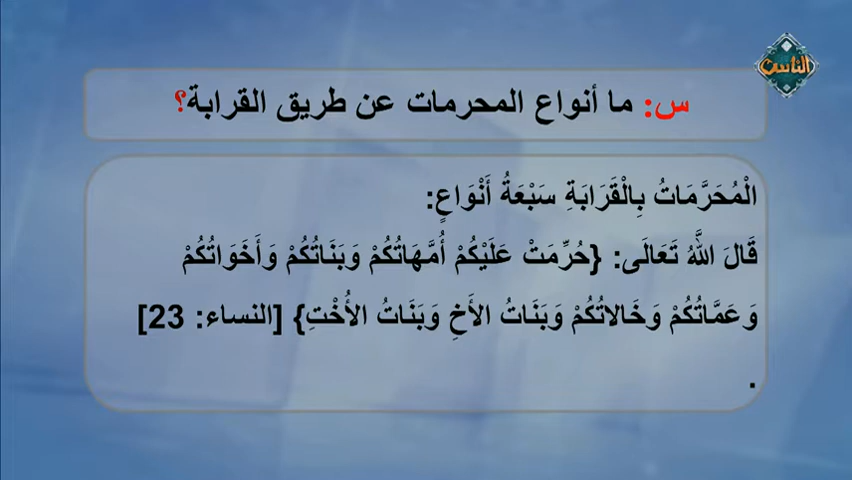 الناس
س: ما أنواع المحرمات عن طريق القرابة؟
الْمُحَرَّمَاتُ بِالْقَرَابَةِ سَبْعَةُ أَنْوَاعٍ:
قَالَ اللَّهُ تَعَالَى: {حُرِّمَتْ عَلَيْكُمْ أُمَّهَاتُكُمْ وَبَنَاتُكُمْ وَأَخَوَاتُكُمْ
وَعَمَّاتُكُمْ وَخَالاتُكُمْ وَبَنَاتُ الأَخِ وَبَنَاتُ الأُخْتِ} [النساء: 23]
.